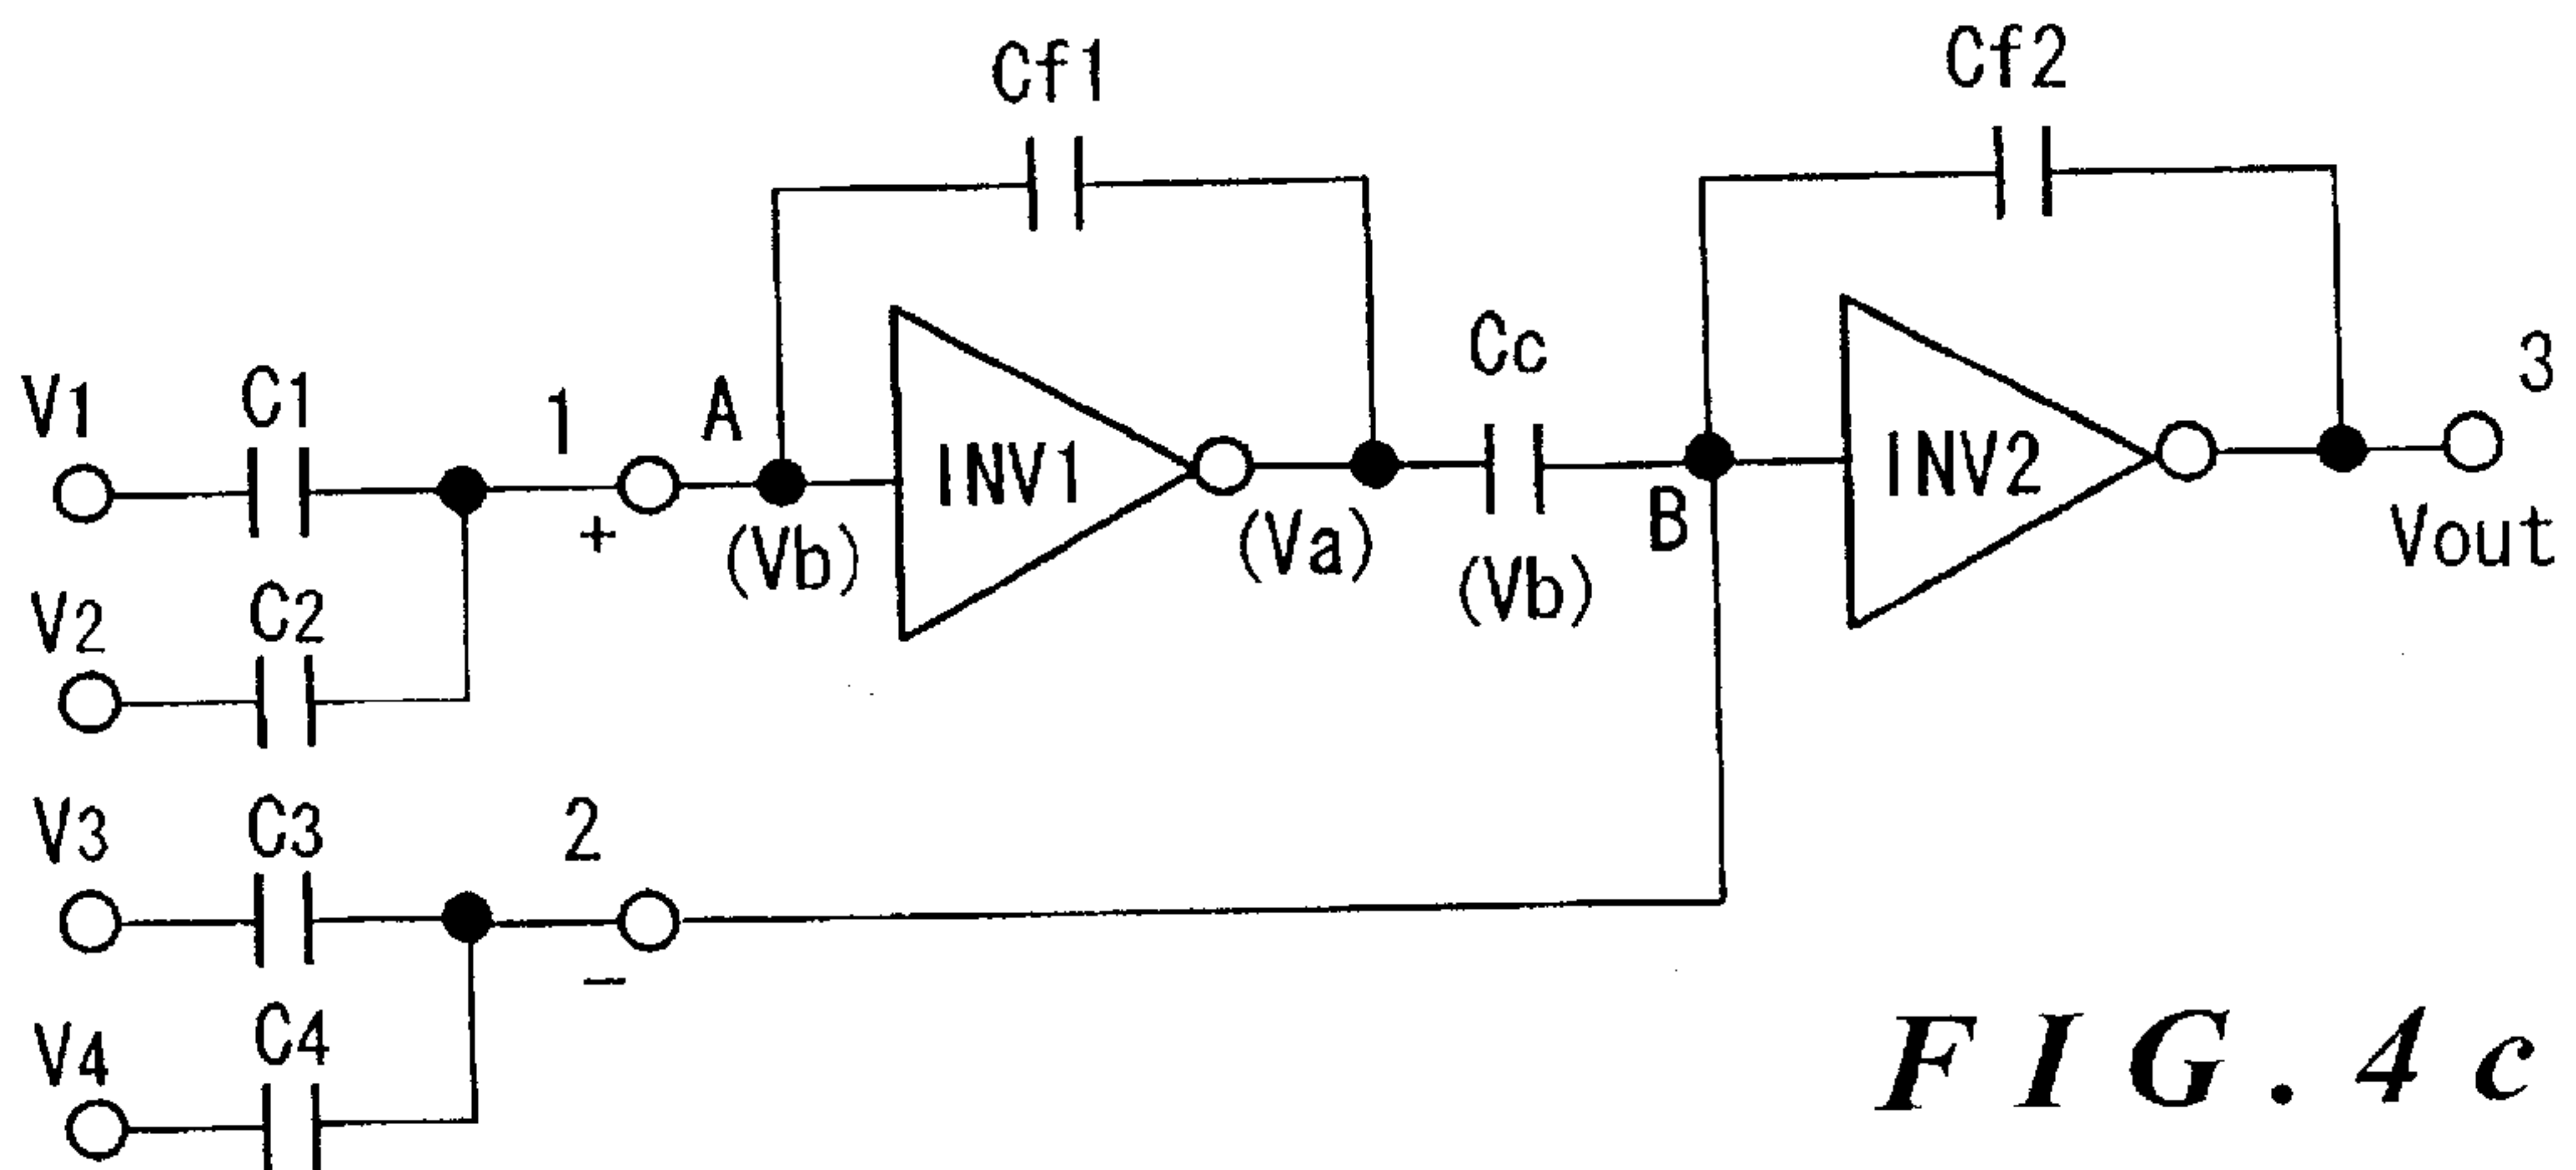 Cf1 Cf2
Cc
V1 C1 1 A INV1 INV2 3
+ (Vb) (Va) (Vb) B Vout
V2 C2
V3 C3 2
−
V4 C4
FIG. 4c